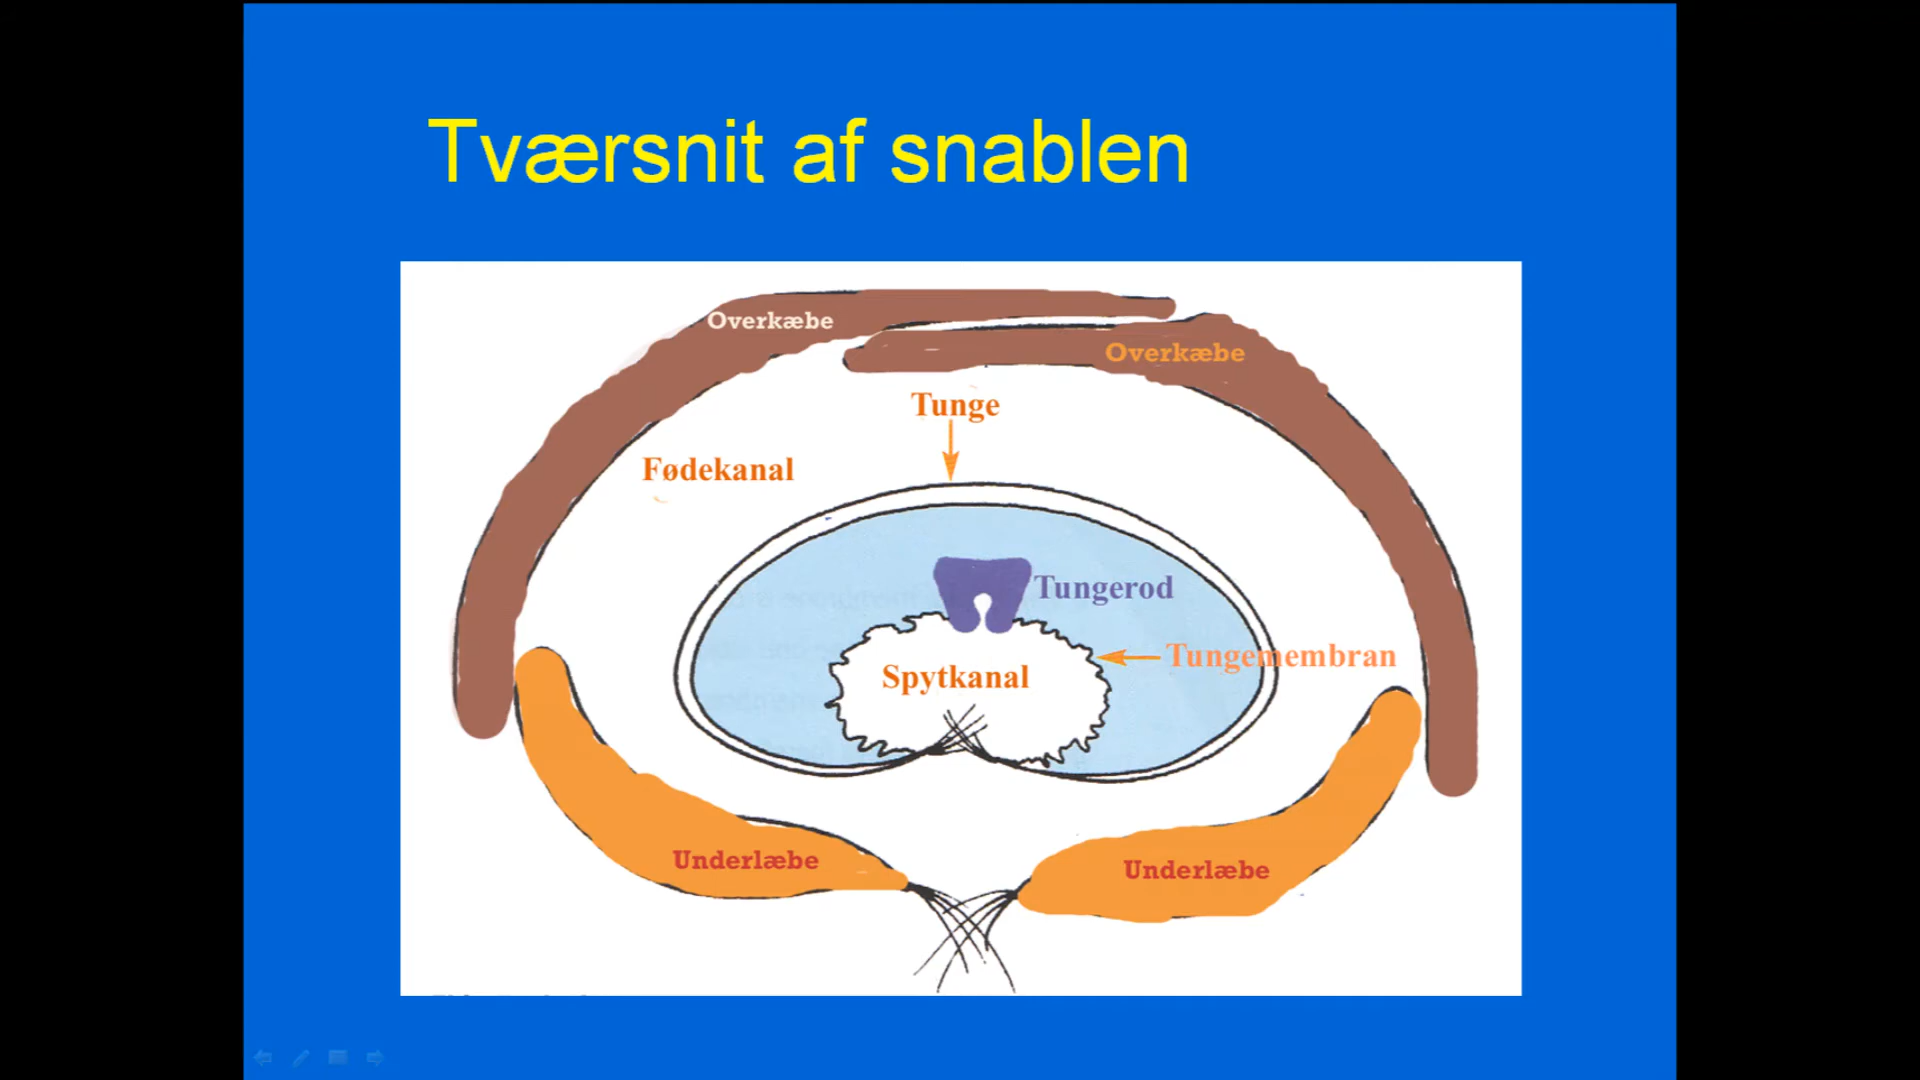 Tværsnit af snablen
Overkæbe
Overkæbe
Tunge
Fødekanal
Tungerod
Tungemembran
Spytkanal
Underlæbe
Underlæbe